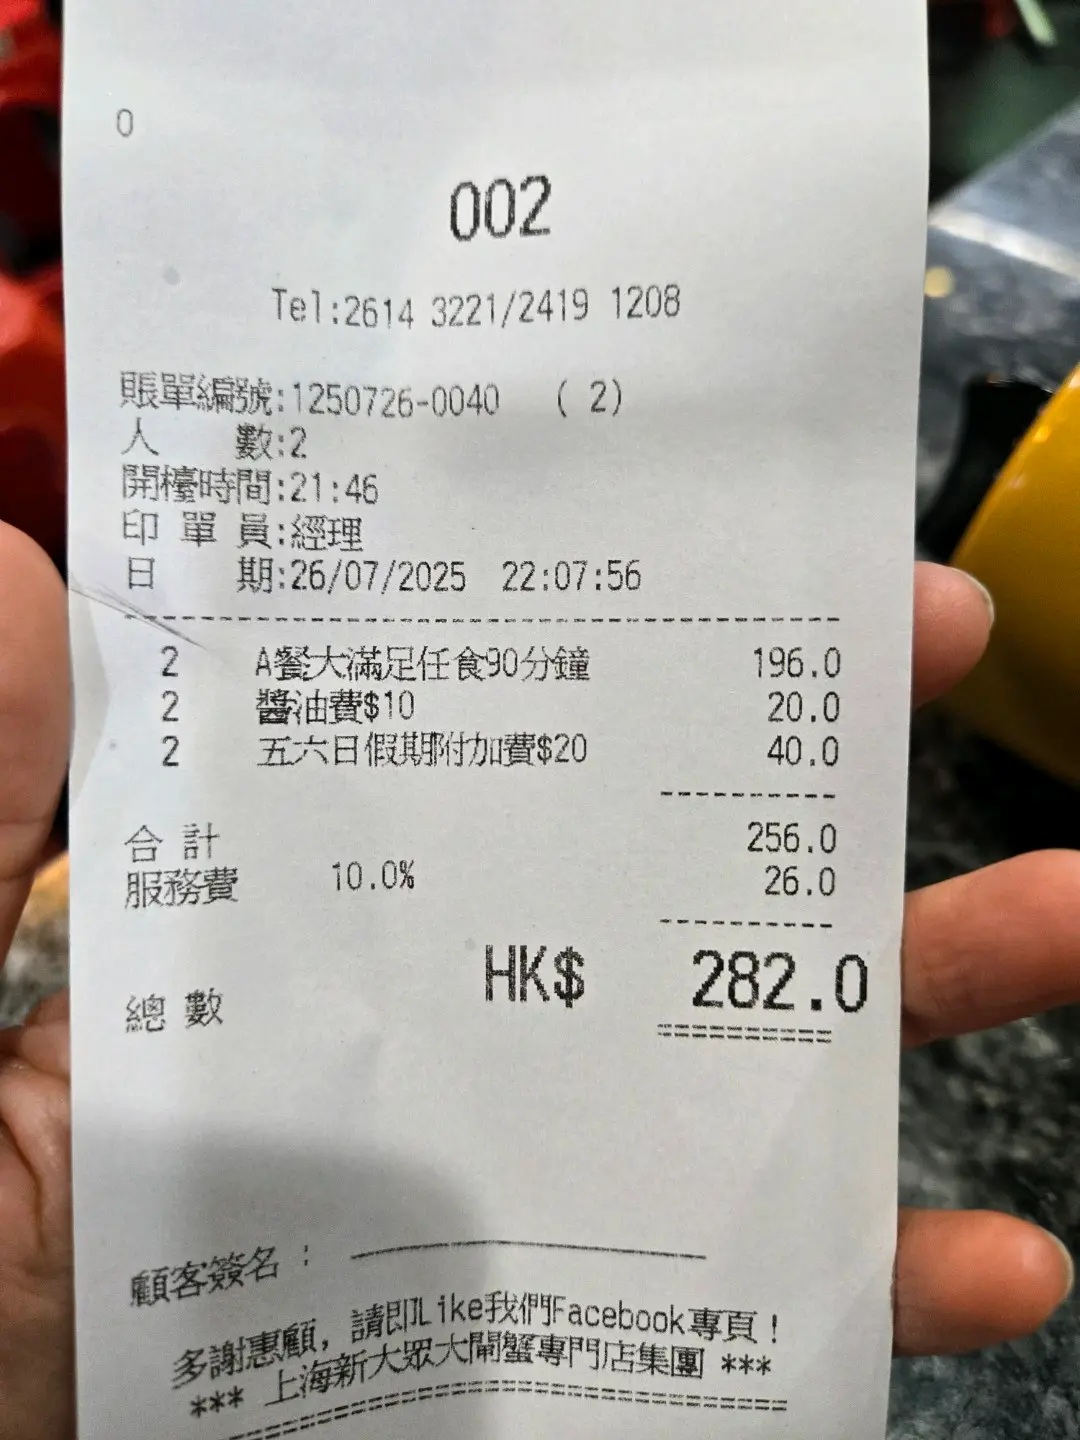 0
002
Tel:2614 3221/2419 1208
賬單編號:1250726-0040 ( 2)
人 數:2
開檯時間:21:46
印單員:經理
日 期:26/07/2025 22:07:56
2 A餐大滿足任食90分鐘 196.0
2 醬油費$10 20.0
2 五六日假期附加費$20 40.0
合計 256.0
服務費 10.0% 26.0
總數 HK$ 282.0
顧客簽名 :
多謝惠顧, 請即Like我們Facebook專頁!
*** 上海新大眾大閘蟹專門店集團 ***